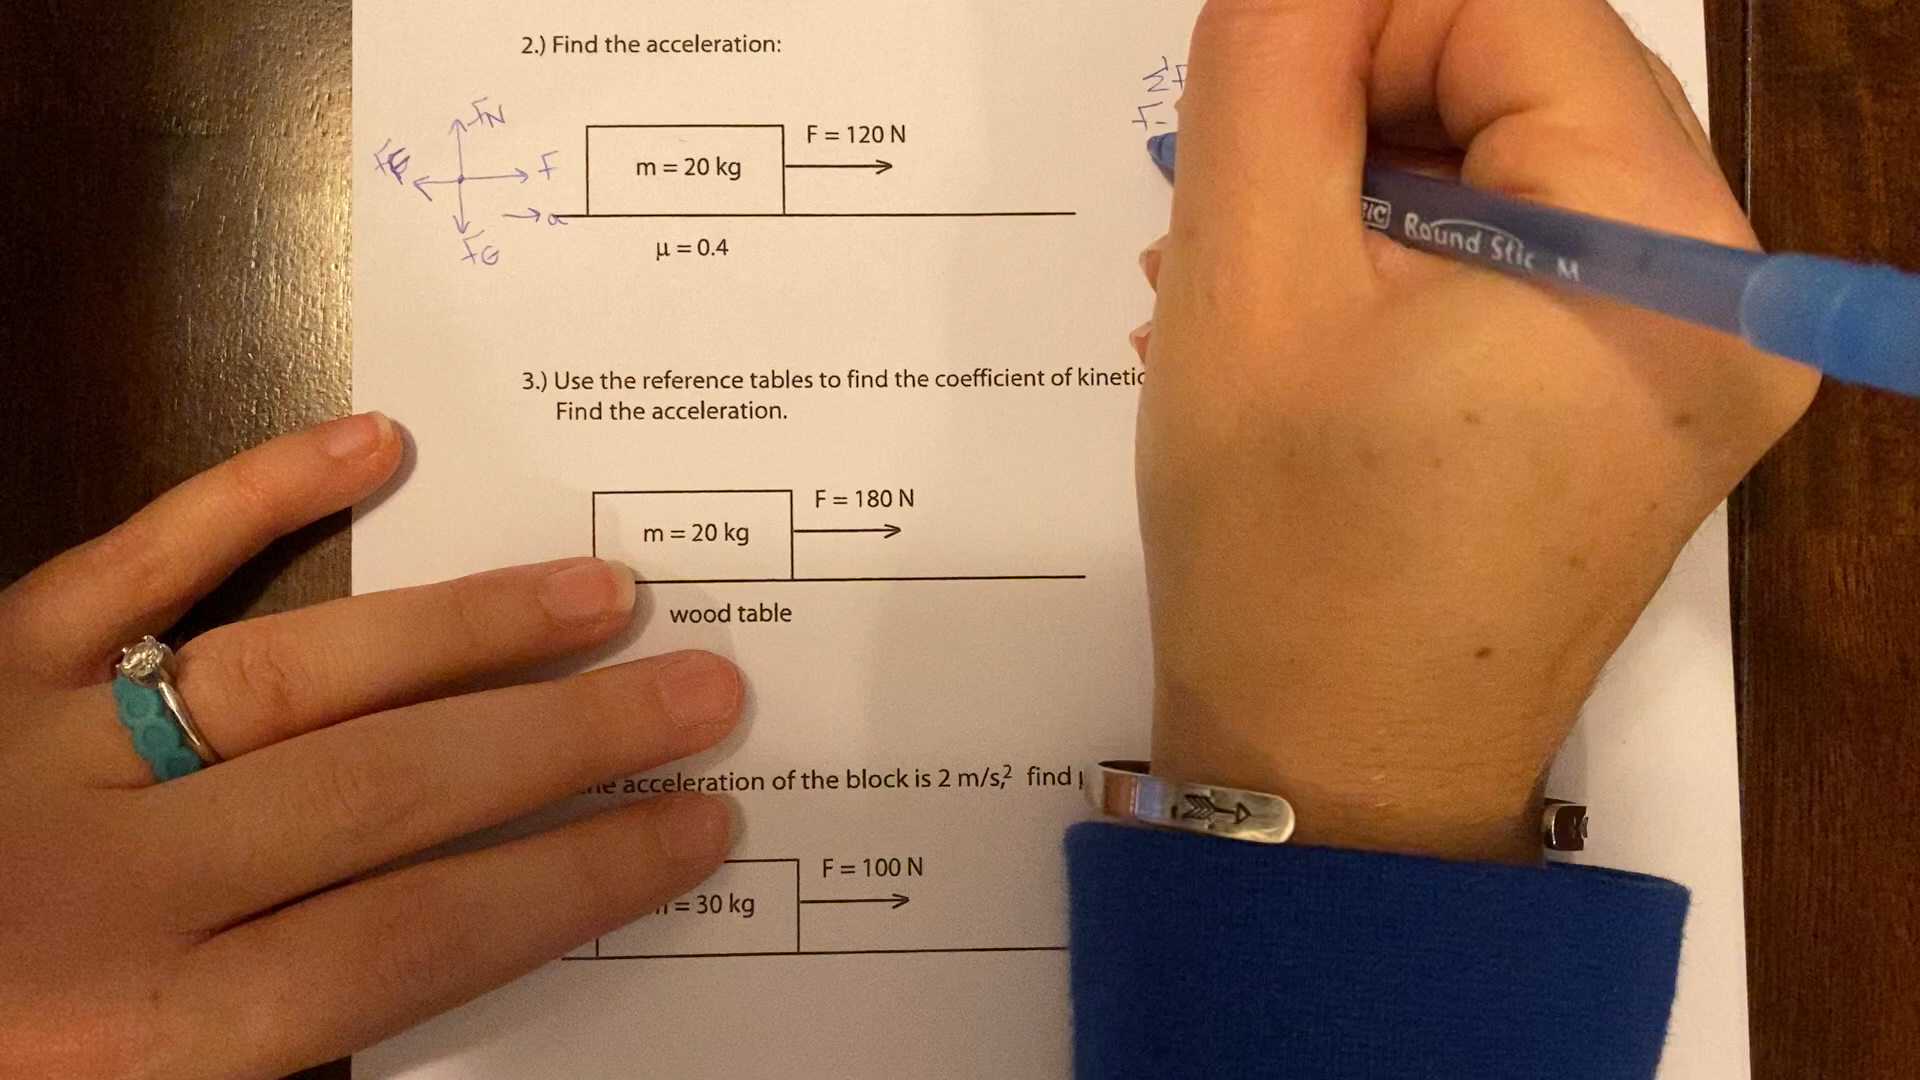 2.) Find the acceleration:
ΣF
F-
FN
F = 120 N
m = 20 kg
F
a
FG
μ = 0.4
BIC Round Stic M
3.) Use the reference tables to find the coefficient of kinetic
Find the acceleration.
F = 180 N
m = 20 kg
wood table
acceleration of the block is 2 m/s², find
F = 100 N
= 30 kg